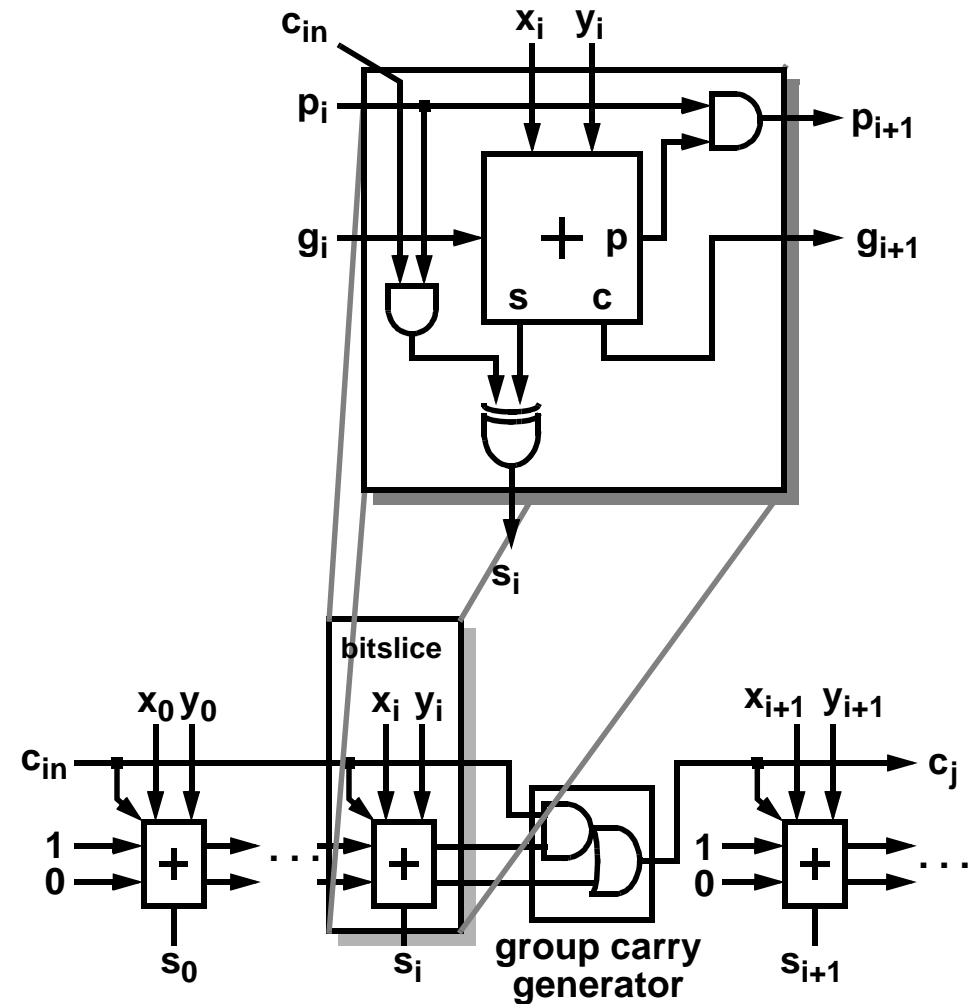 c_in
x_i y_i
p_i
p_i+1
+ p
g_i
g_i+1
s c
s_i
bitslice
x_0 y_0
x_i y_i
x_i+1 y_i+1
c_in
c_j
1 1
+ . . . + + . . .
0 0
s_0 s_i s_i+1
group carry
generator